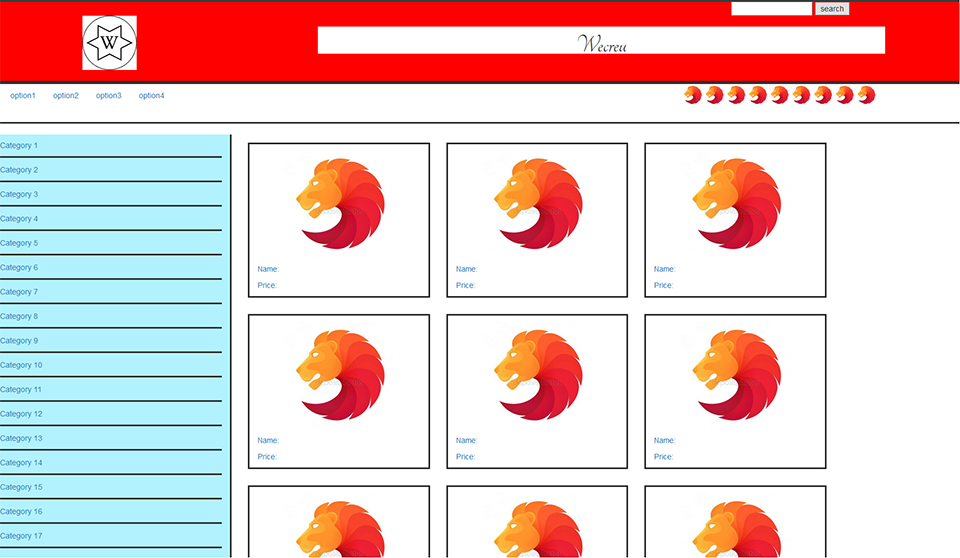 search
W
Wecreu
option1 option2 option3 option4
Category 1
Category 2
Category 3
Category 4
Category 5
Category 6
Category 7
Category 8
Category 9
Category 10
Category 11
Category 12
Category 13
Category 14
Category 15
Category 16
Category 17
Name: Name: Name:
Price: Price: Price:
Name: Name: Name:
Price: Price: Price: